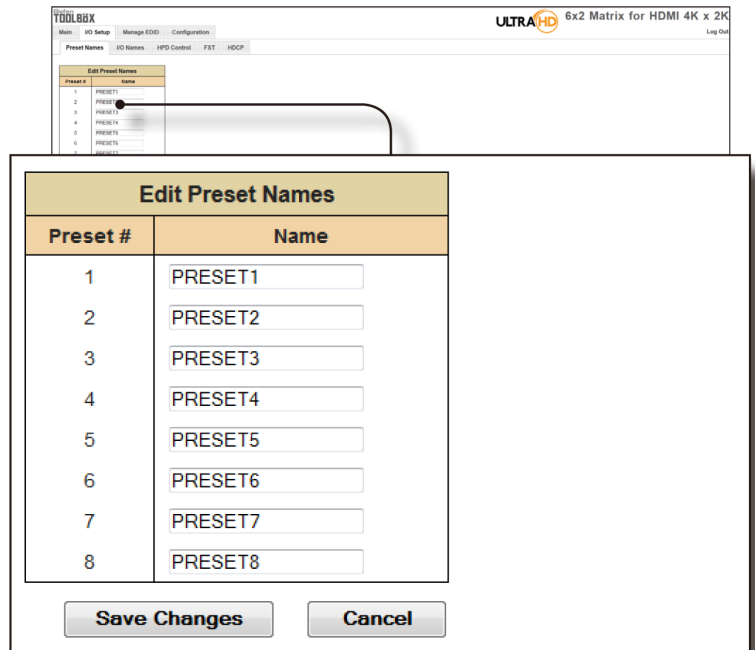 Gefen
TOOLBOX
ULTRA HD
6x2 Matrix for HDMI 4K x 2K
Main I/O Setup Manage EDID Configuration
Log Out
Preset Names I/O Names HPD Control FST HDCP
Edit Preset Names
Preset # Name
1 PRESET1
2 PRESET2
3 PRESET3
4 PRESET4
5 PRESET5
6 PRESET6
Edit Preset Names
Preset # Name
1 PRESET1
2 PRESET2
3 PRESET3
4 PRESET4
5 PRESET5
6 PRESET6
7 PRESET7
8 PRESET8
Save Changes Cancel